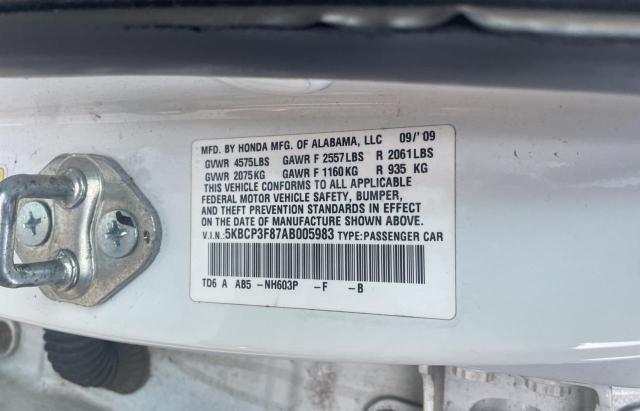 MFD. BY HONDA MFG. OF ALABAMA, LLC 09/'09
GVWR 4575LBS GAWR F 2557LBS R 2061LBS
GVWR 2075KG GAWR F 1160KG R 935 KG
THIS VEHICLE CONFORMS TO ALL APPLICABLE
FEDERAL MOTOR VEHICLE SAFETY, BUMPER,
AND THEFT PREVENTION STANDARDS IN EFFECT
ON THE DATE OF MANUFACTURE SHOWN ABOVE.
V.I.N.:5KBCP3F87AB005983 TYPE:PASSENGER CAR
TD6 A AB5 -NH603P -F -B